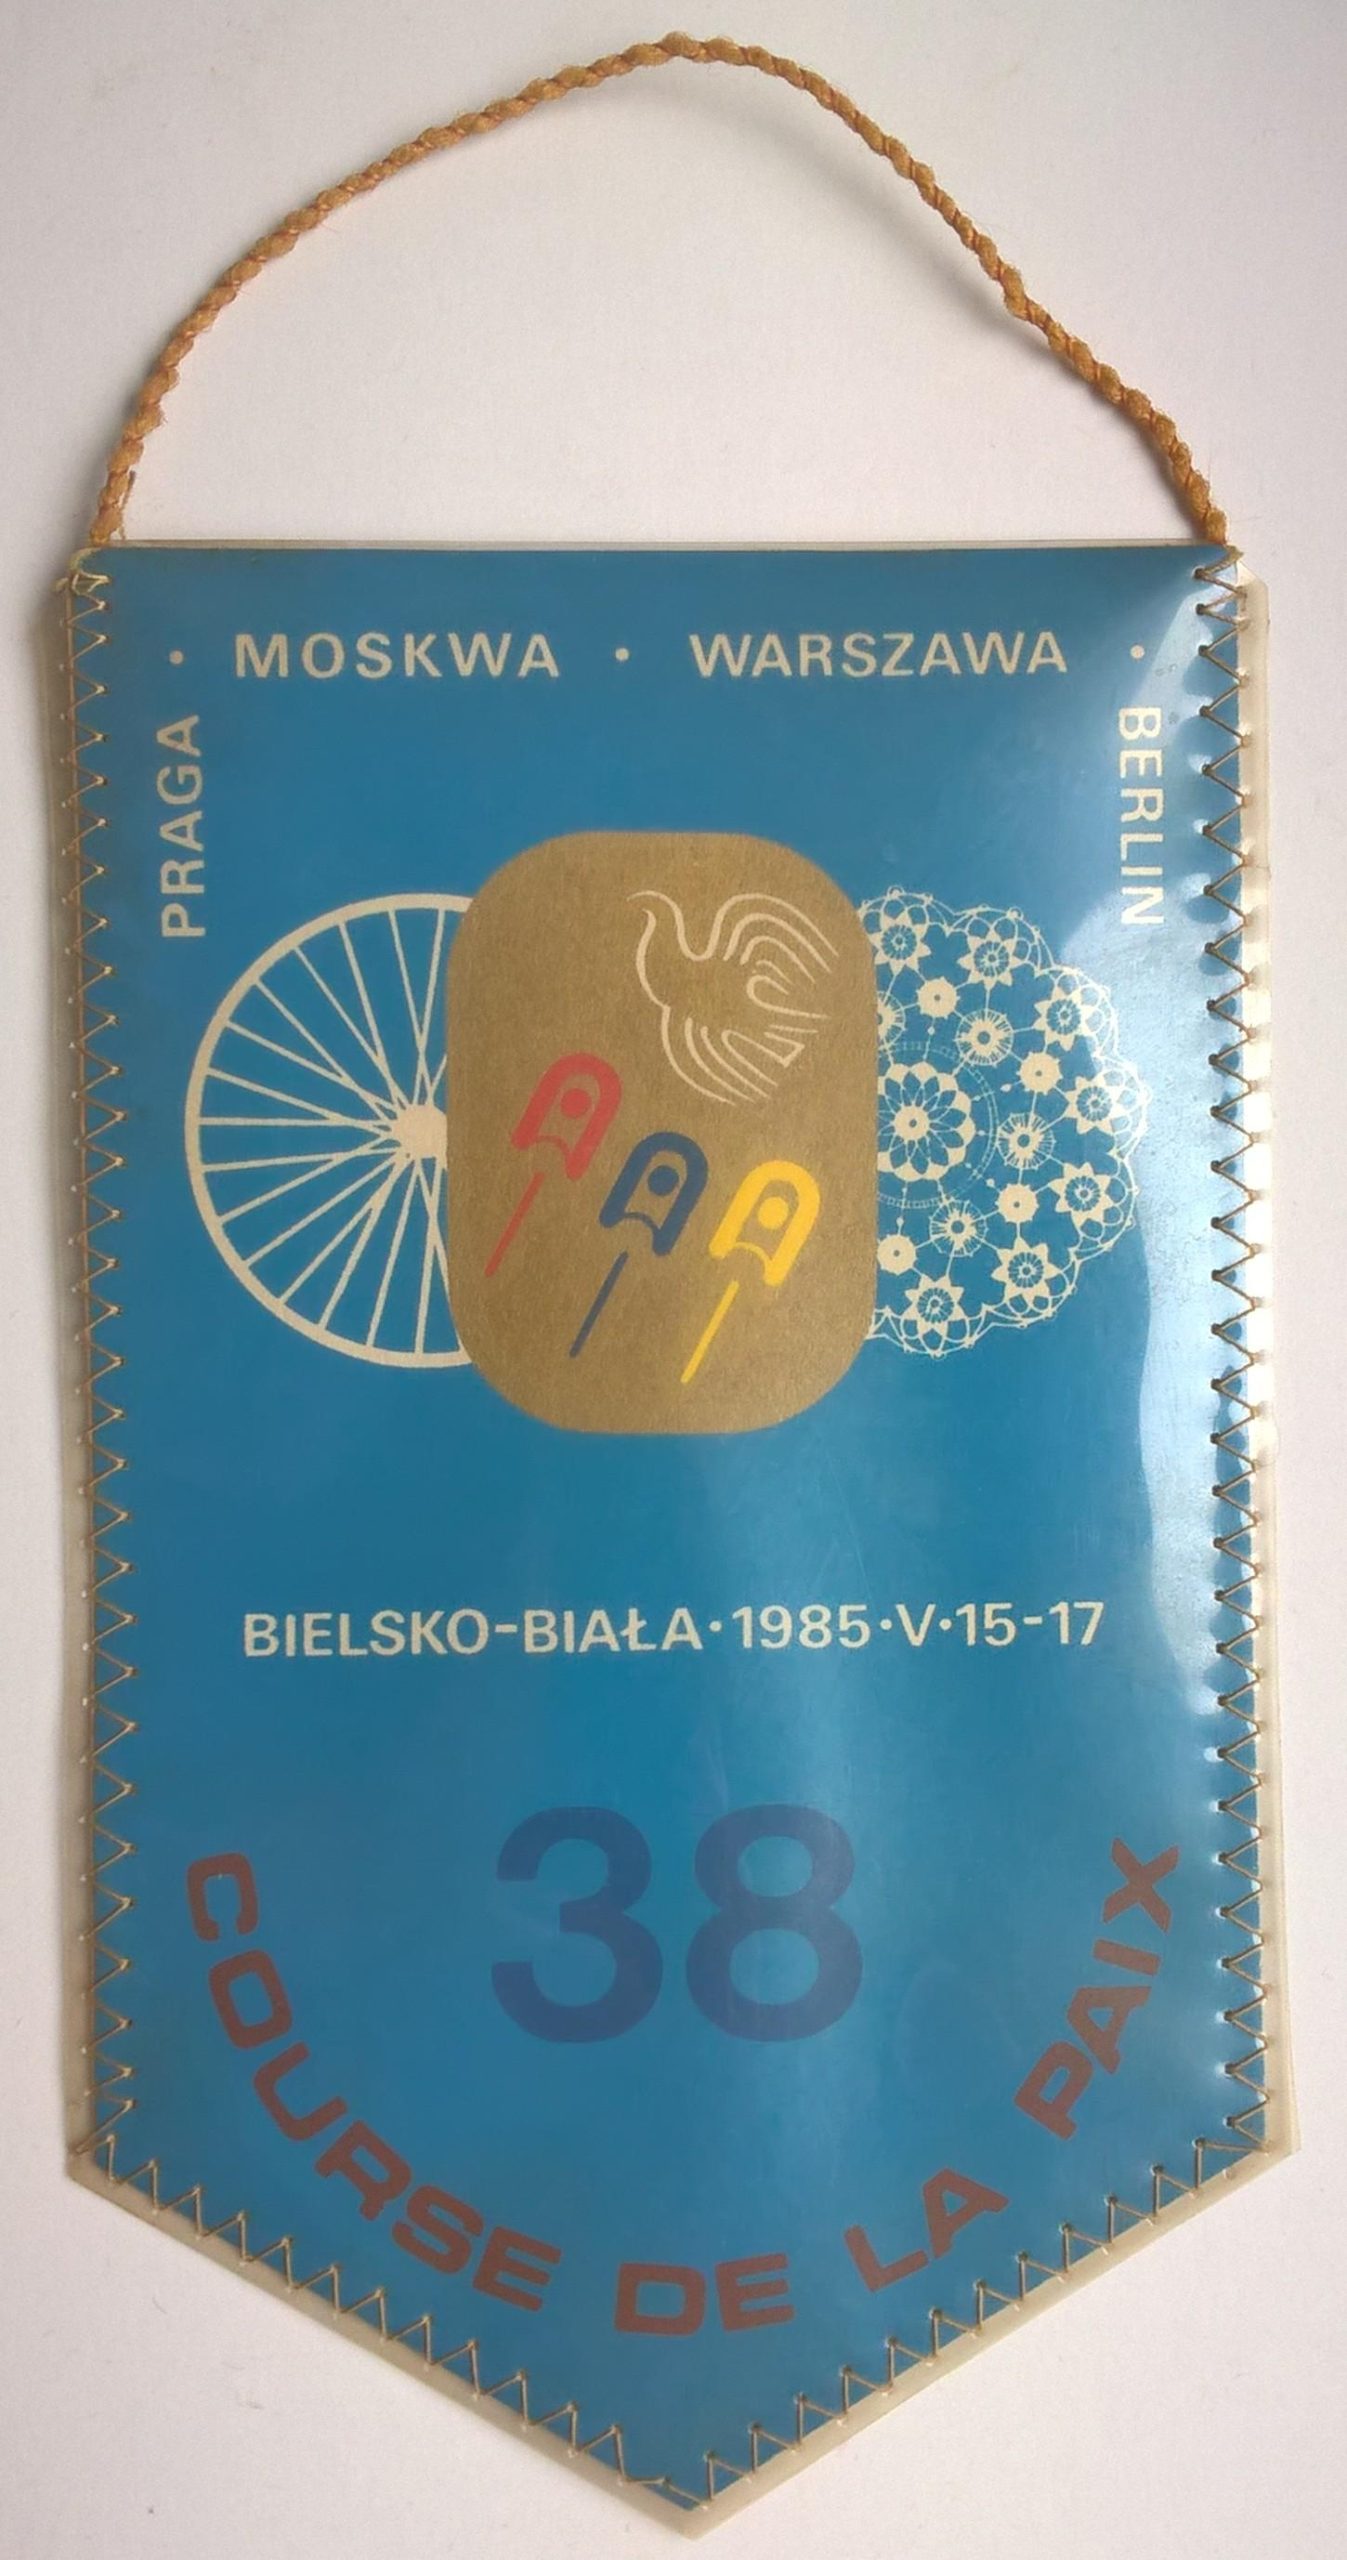 PRAGA
· MOSKWA · WARSZAWA ·
BERLIN
BIELSKO-BIAŁA·1985·V·15-17
38
COURSE DE LA PAIX